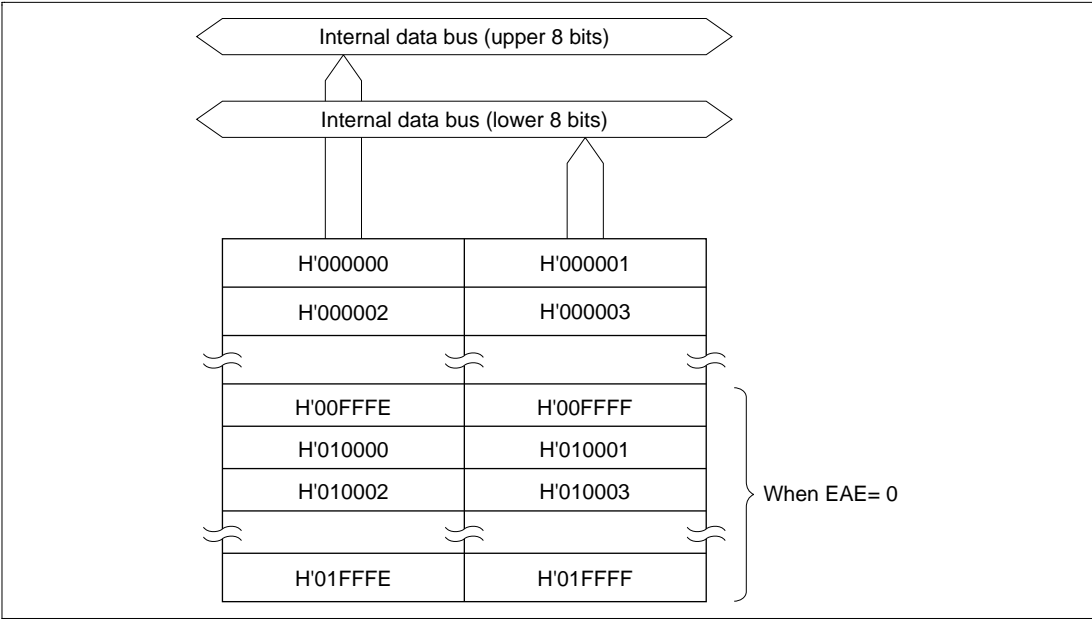 Internal data bus (upper 8 bits)
Internal data bus (lower 8 bits)
H'000000 H'000001
H'000002 H'000003
H'00FFFE H'00FFFF
H'010000 H'010001
H'010002 H'010003
When EAE= 0
H'01FFFE H'01FFFF